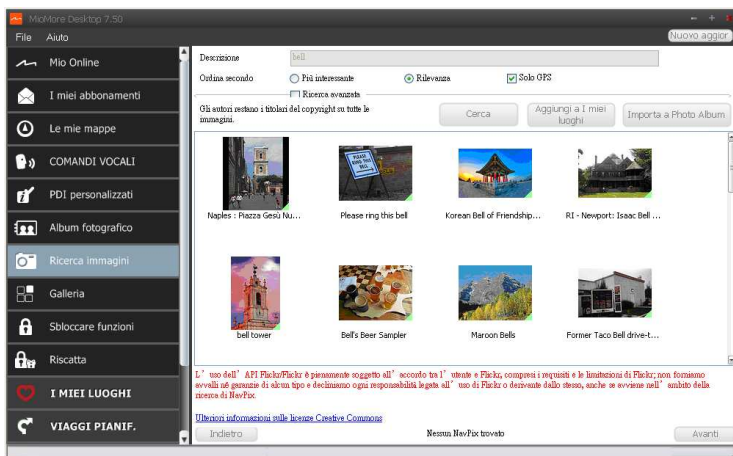 MioMore Desktop 7.50
File Aiuto
Nuovo aggior
Mio Online
I miei abbonamenti
Le mie mappe
COMANDI VOCALI
PDI personalizzati
Album fotografico
Ricerca immagini
Galleria
Sbloccare funzioni
Riscatta
I MIEI LUOGHI
VIAGGI PIANIF.
Descrizione bell
Ordina secondo Più interessante Rilevanza Solo GPS
Ricerca avanzata
Gli autori restano i titolari del copyright su tutte le
immagini.
Cerca
Aggiungi a I miei
luoghi
Importa a Photo Album
PLEASE
RING THIS
BELL
Naples : Piazza Gesù Nu... Please ring this bell Korean Bell of Friendship... RI - Newport: Isaac Bell ...
bell tower Bell's Beer Sampler Maroon Bells Former Taco Bell drive-t...
L' uso dell' API Flickr/Flickr è pienamente soggetto all' accordo tra l' utente e Flickr, compresi i requisiti e le limitazioni di Flickr; non forniamo
avvalli né garanzie di alcun tipo e decliniamo ogni responsabilità legata all' uso di Flickr o derivante dallo stesso, anche se avviene nell' ambito della
ricerca di NavPix.
Ulteriori informazioni sulle licenze Creative Commons
Indietro Nessun NavPix trovato Avanti